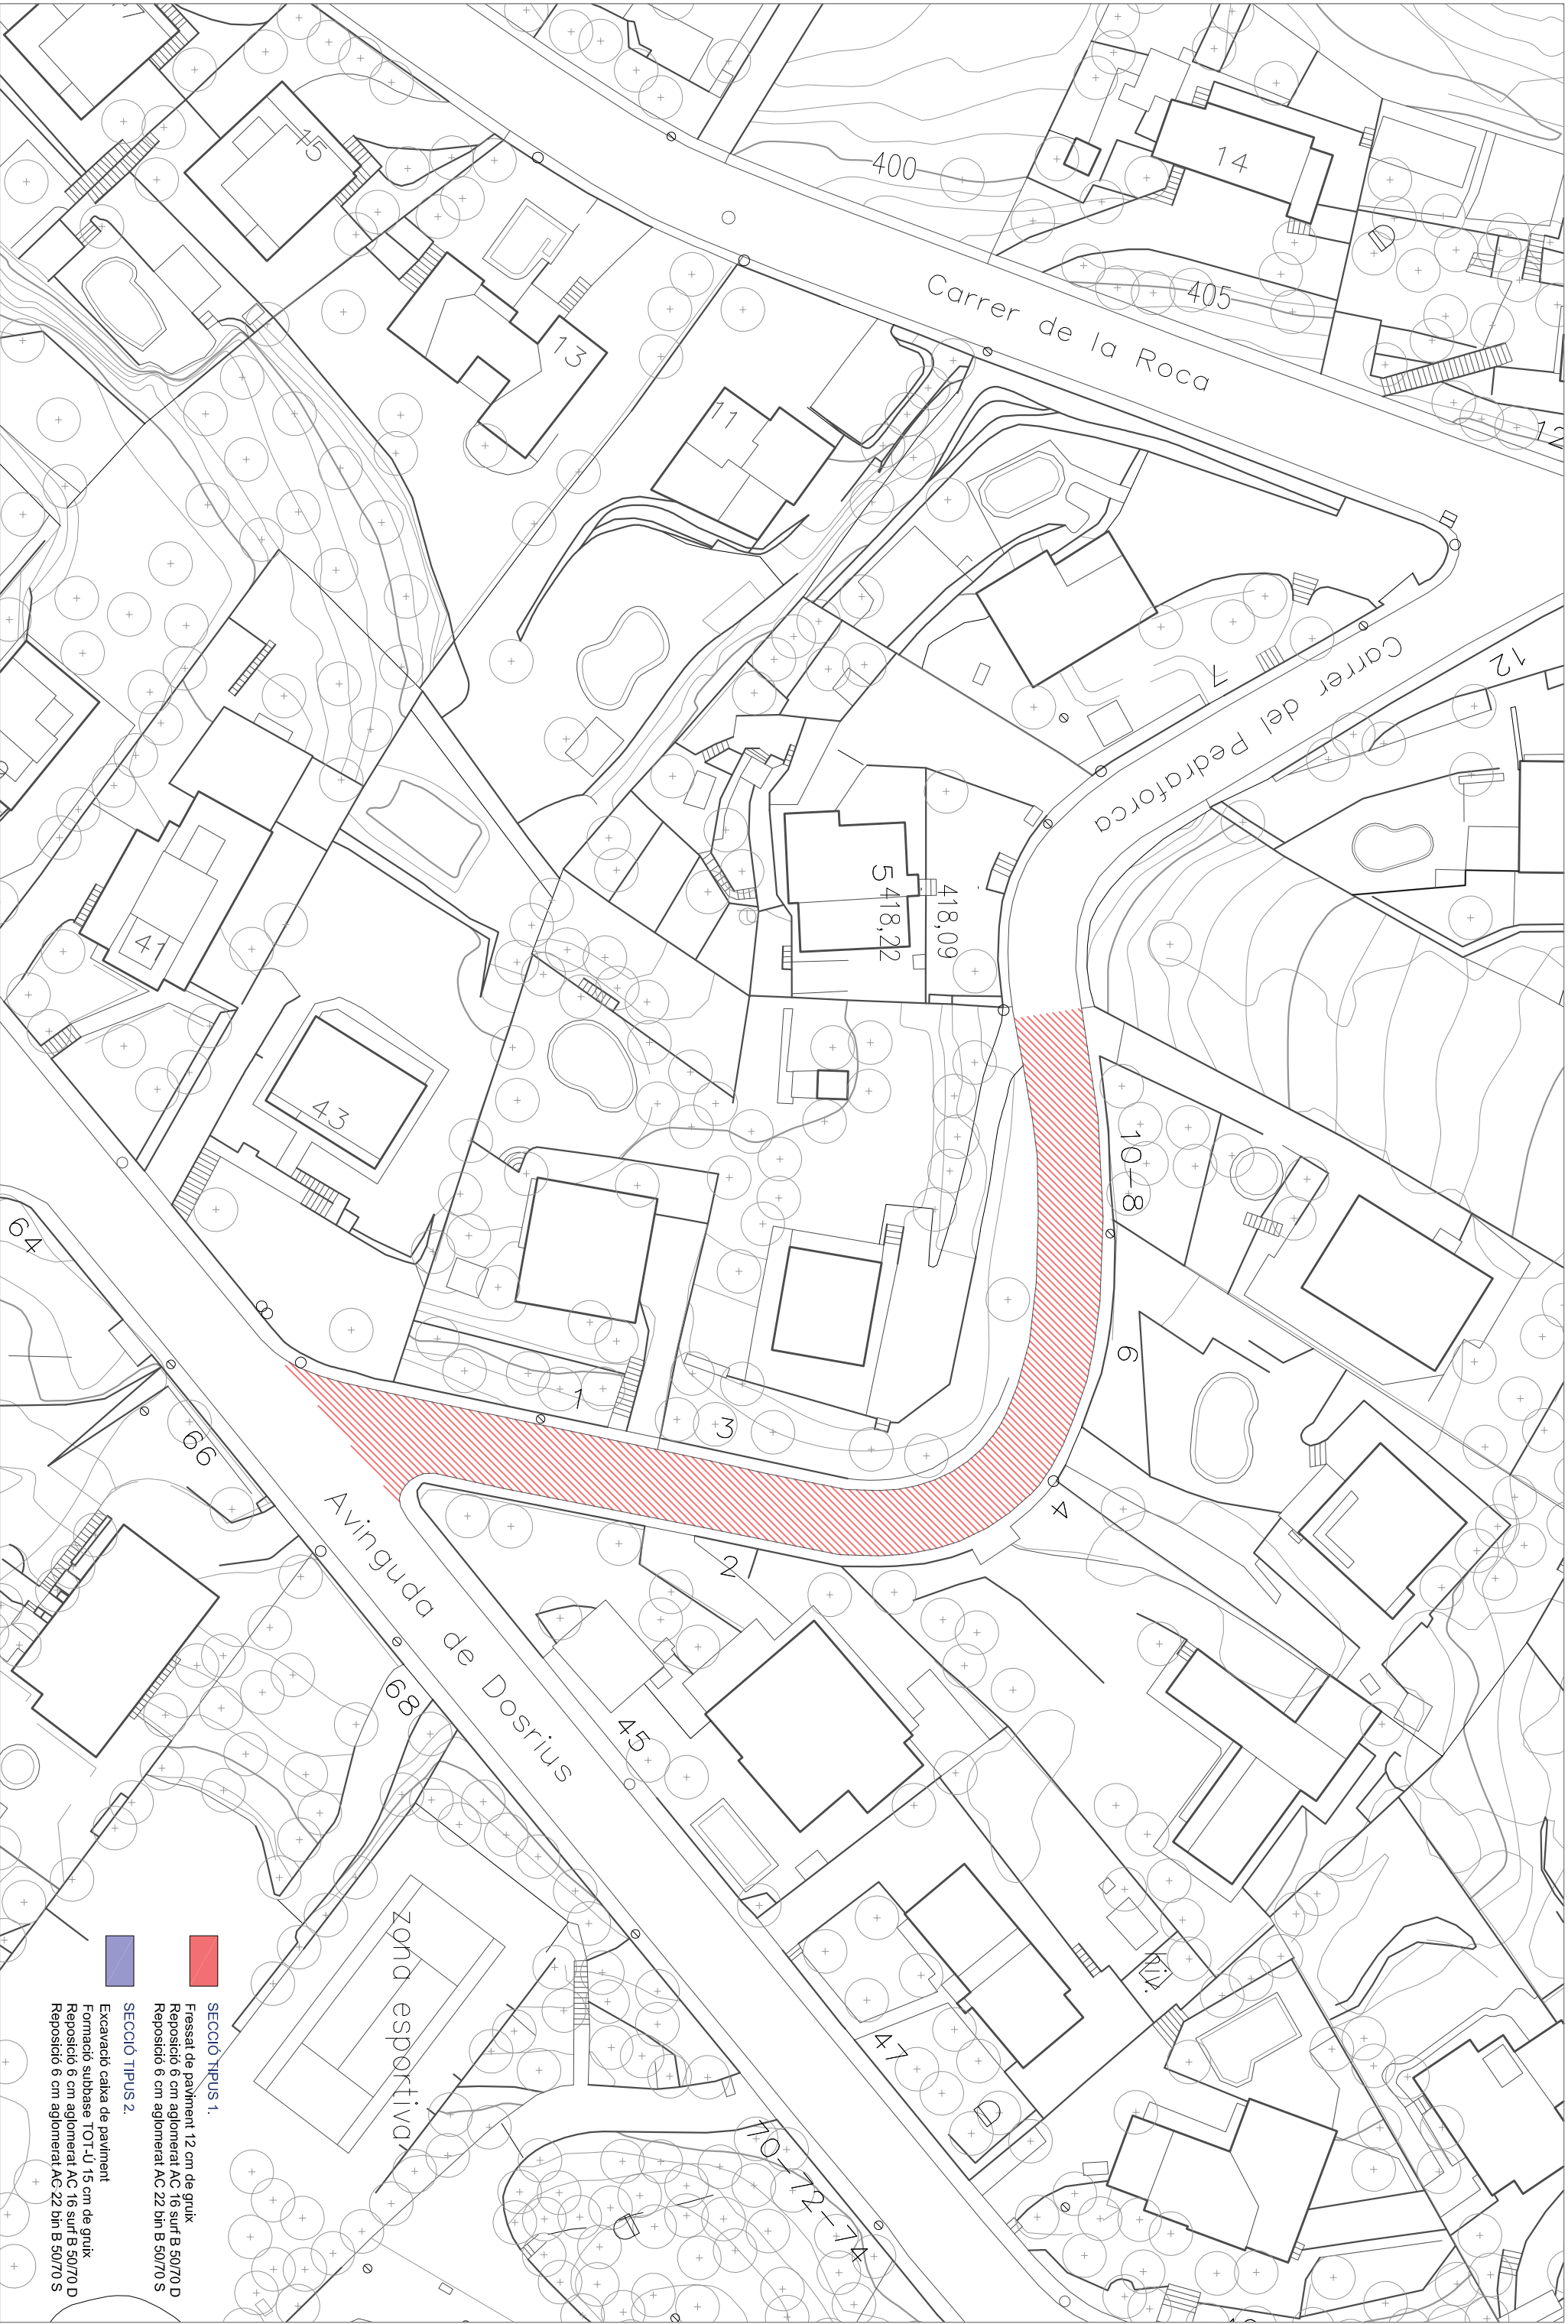 15
13
11
14
400
405
12
Carrer de la Roca
7
12
Carrer del Pedraforca
5
418,22
418,09
41
43
10-8
6
4
1
3
2
64
66
68
45
47
Avinguda de Dosrius
70-72-74
zona esportiva
SECCIÓ TIPUS 1.
Fressat de paviment 12 cm de gruix
Reposició 6 cm aglomerat AC 16 surf B 50/70 D
Reposició 6 cm aglomerat AC 22 bin B 50/70 S
SECCIÓ TIPUS 2.
Excavació caixa de paviment
Formació subbase TOT-Ú 15 cm de gruix
Reposició 6 cm aglomerat AC 16 surf B 50/70 D
Reposició 6 cm aglomerat AC 22 bin B 50/70 S